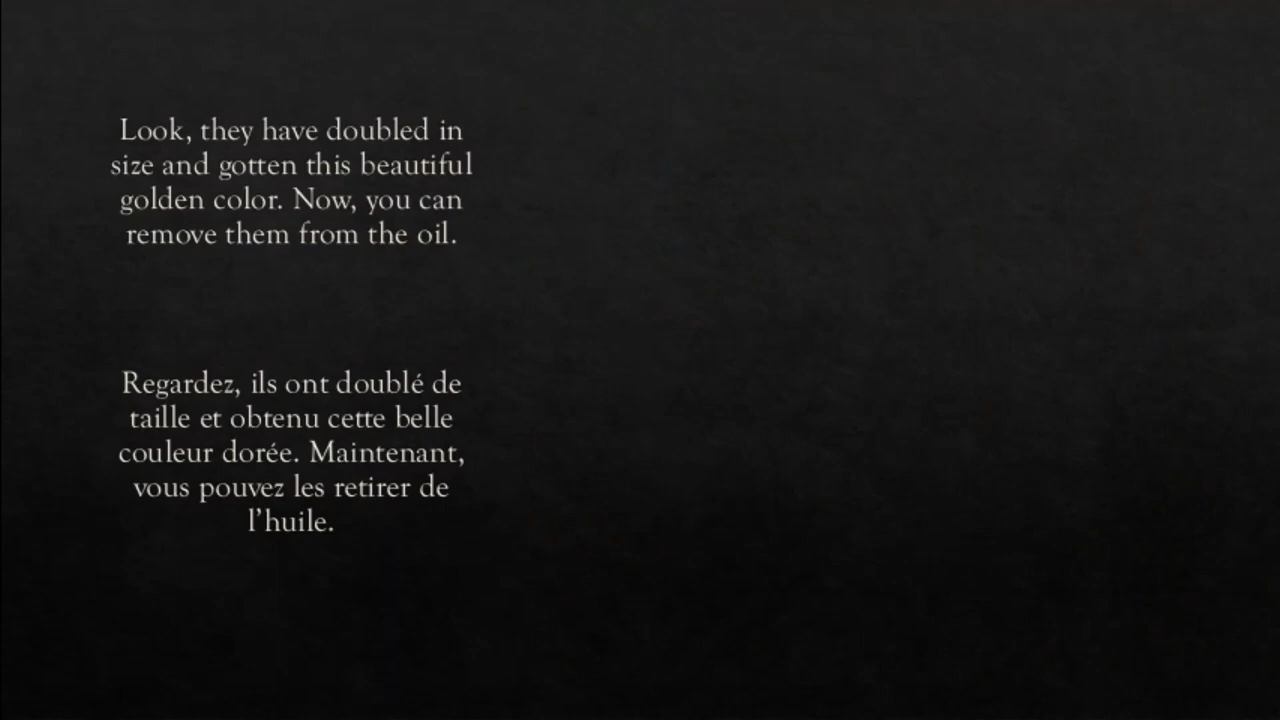 Look, they have doubled in
size and gotten this beautiful
golden color. Now, you can
remove them from the oil.
Regardez, ils ont doublé de
taille et obtenu cette belle
couleur dorée. Maintenant,
vous pouvez les retirer de
l’huile.